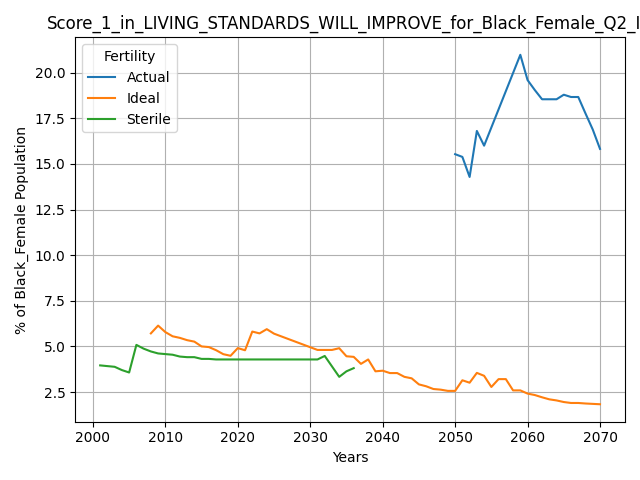 Score_1_in_LIVING_STANDARDS_WILL_IMPROVE_for_Black_Female_Q2_I
Fertility
Actual
Ideal
Sterile
% of Black_Female Population
20.0
17.5
15.0
12.5
10.0
7.5
5.0
2.5
2000 2010 2020 2030 2040 2050 2060 2070
Years